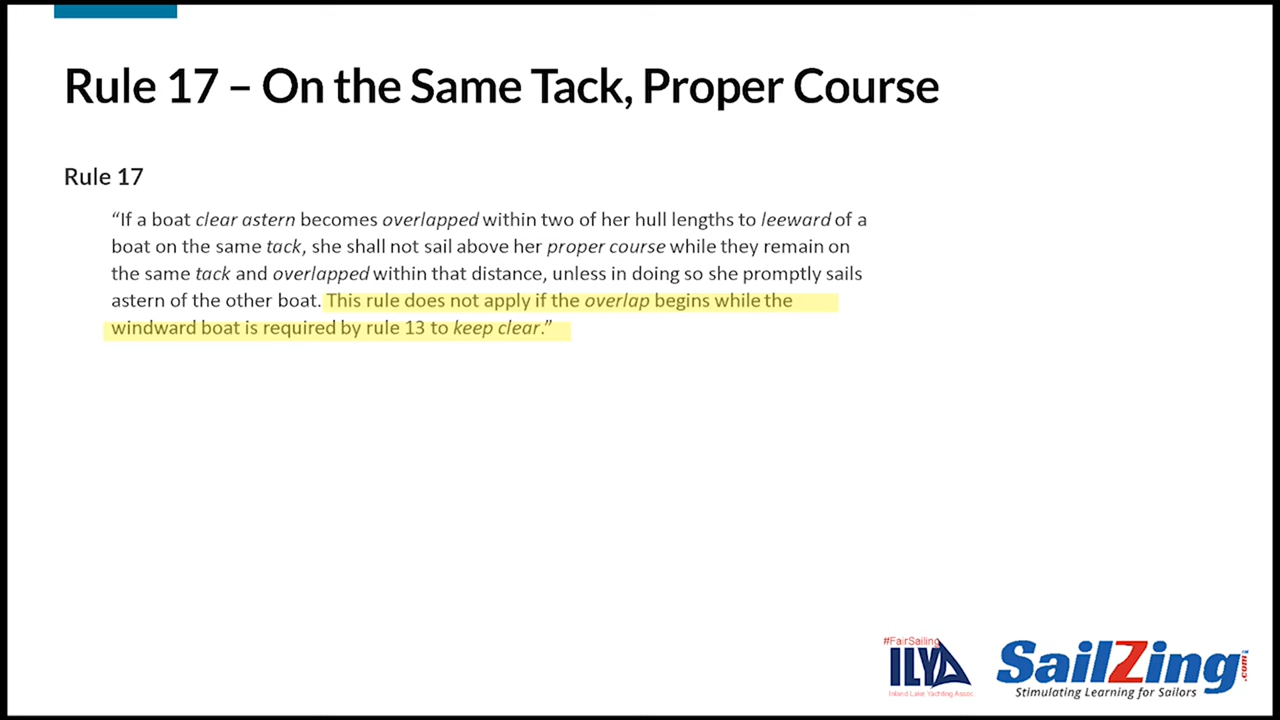 Rule 17 – On the Same Tack, Proper Course
Rule 17
“If a boat clear astern becomes overlapped within two of her hull lengths to leeward of a
boat on the same tack, she shall not sail above her proper course while they remain on
the same tack and overlapped within that distance, unless in doing so she promptly sails
astern of the other boat. This rule does not apply if the overlap begins while the
windward boat is required by rule 13 to keep clear.”
#FairSailing
ILYA
Inland Lake Yachting Assoc.
SailZing.com
Stimulating Learning for Sailors